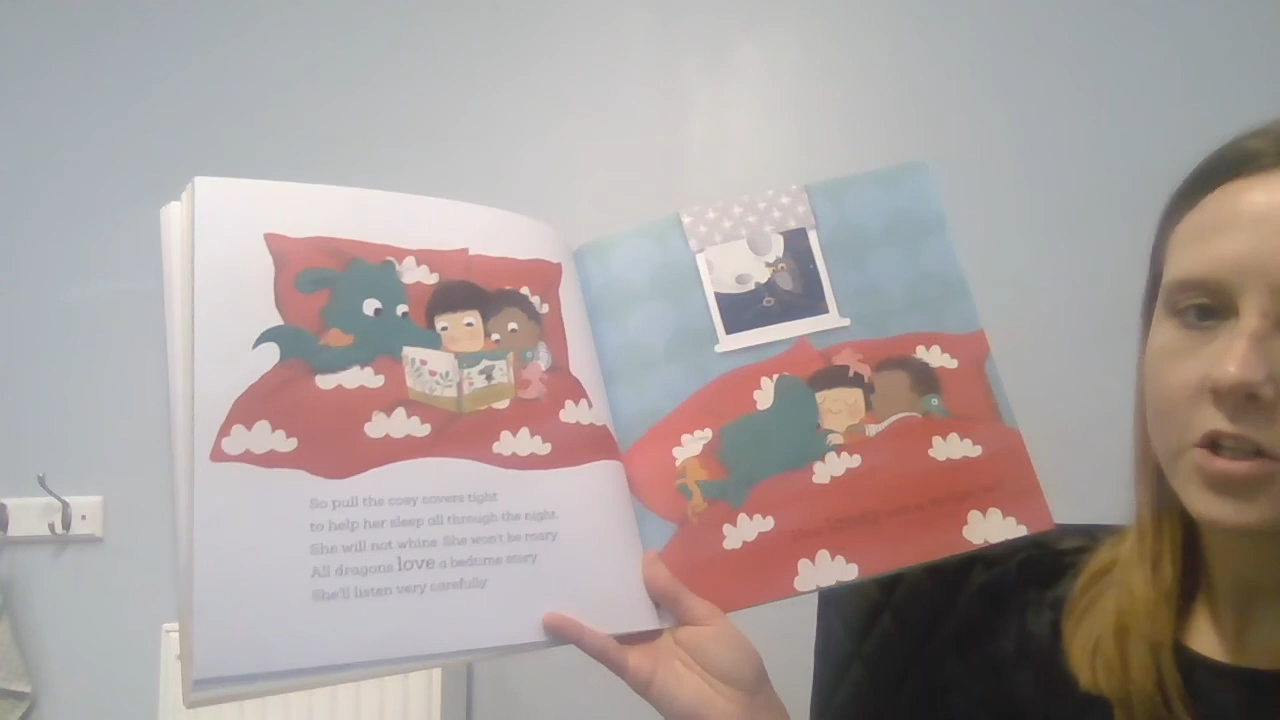 So pull the cosy covers tight
to help her sleep all through the night.
She will not whine. She won't be roary
All dragons love a bedtime story
She'll listen very carefully